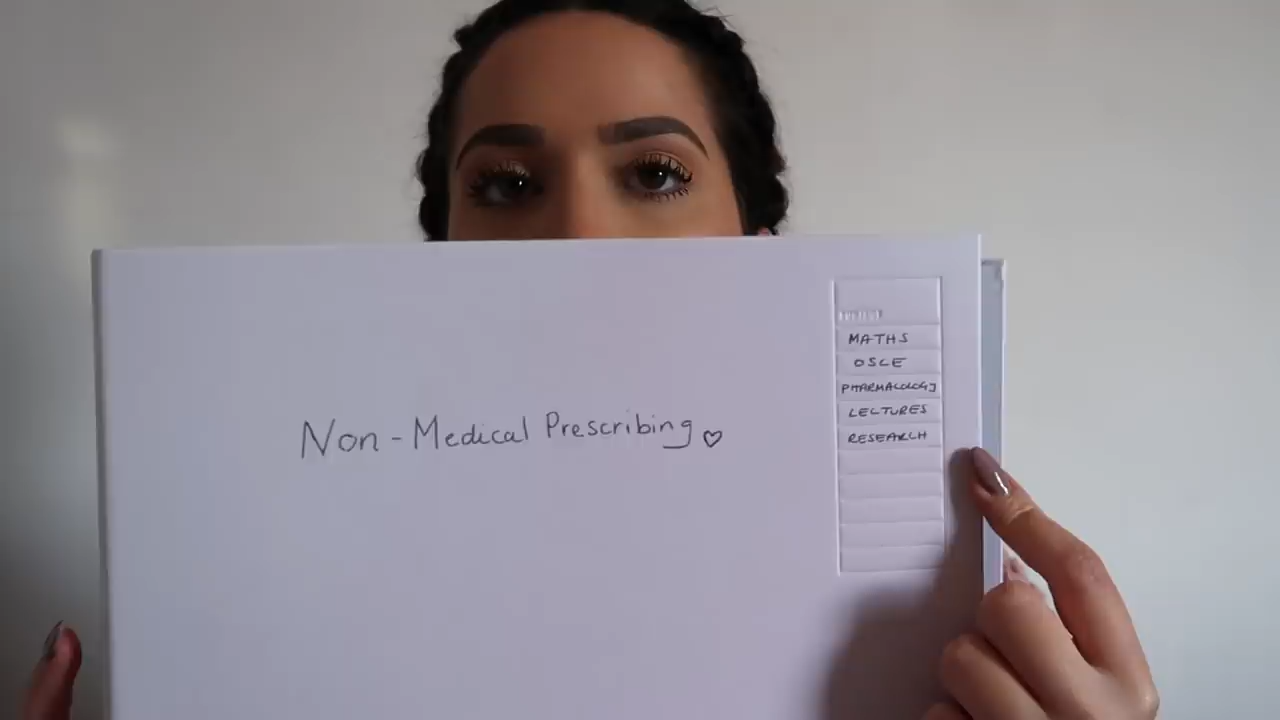 Non-Medical Prescribing ♡
MATHS
OSCE
PHARMACOLOGY
LECTURES
RESEARCH